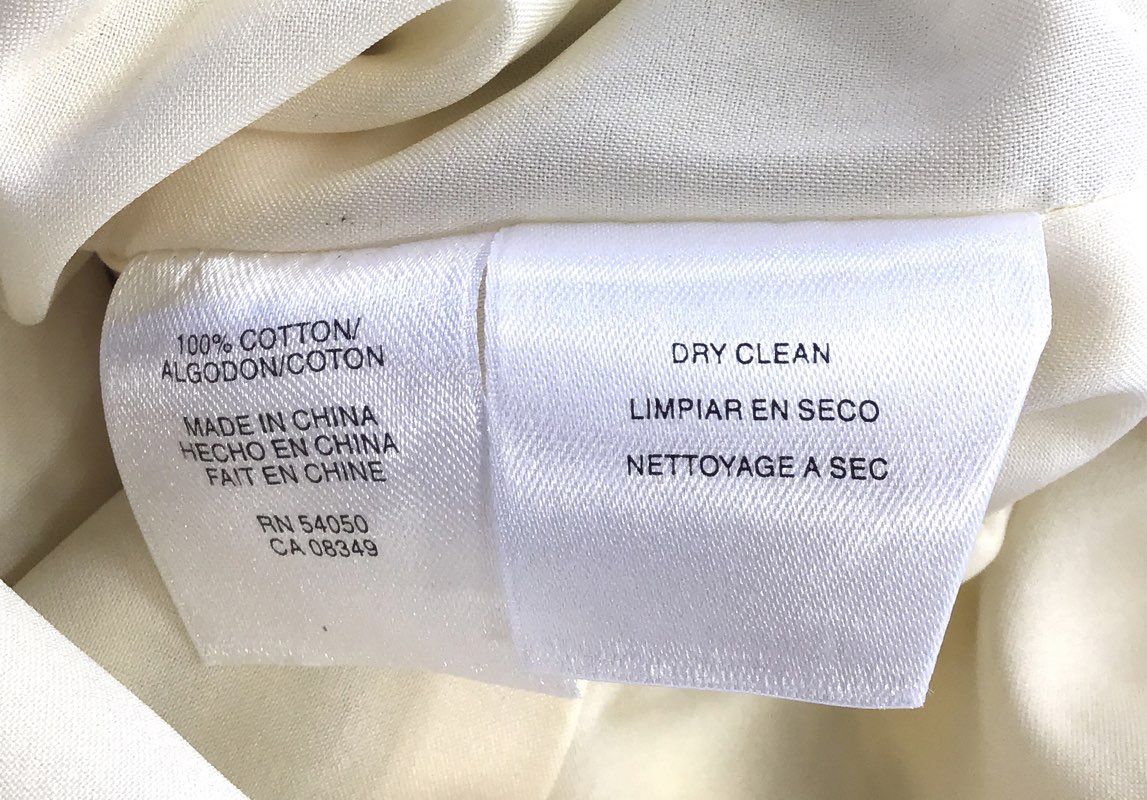 100% COTTON/
ALGODON/COTON
MADE IN CHINA
HECHO EN CHINA
FAIT EN CHINE
RN 54050
CA 08349
DRY CLEAN
LIMPIAR EN SECO
NETTOYAGE A SEC